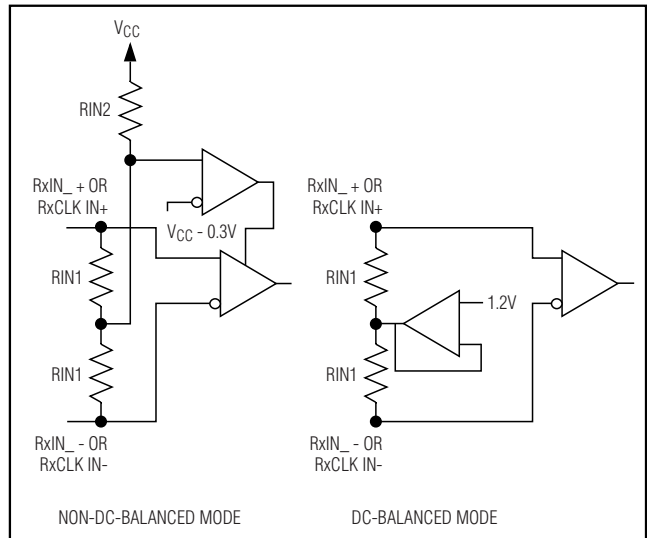 VCC
RIN2
RxIN_ + OR
RxCLK IN+
VCC - 0.3V
RIN1
RIN1
RxIN_ - OR
RxCLK IN-
NON-DC-BALANCED MODE
RxIN_ + OR
RxCLK IN+
RIN1
1.2V
RIN1
RxIN_ - OR
RxCLK IN-
DC-BALANCED MODE